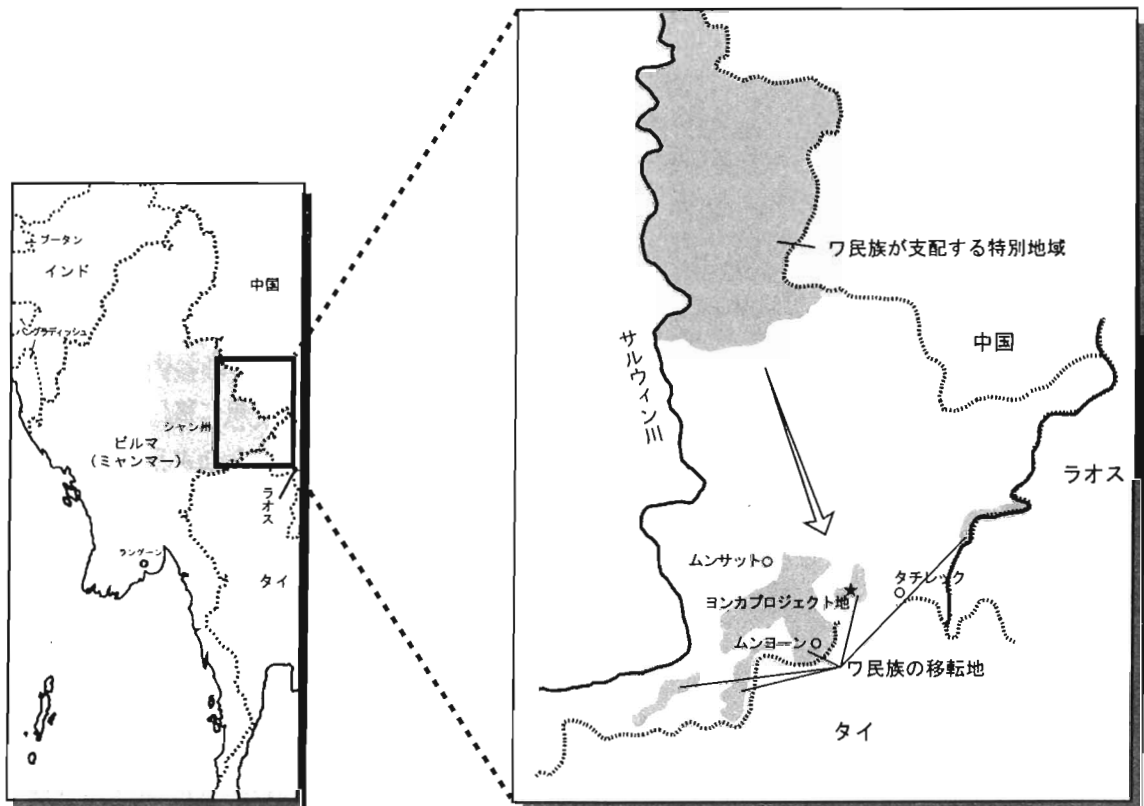 ブータン
インド
中国
バングラディッシュ
シャン州
ビルマ
(ミャンマー)
ラオス
ラングーン
タイ
ワ民族が支配する特別地域
中国
サルウィン川
ラオス
ムンサット
タチレック
ヨンカプロジェクト地
ムンヨーン
ワ民族の移転地
タイ